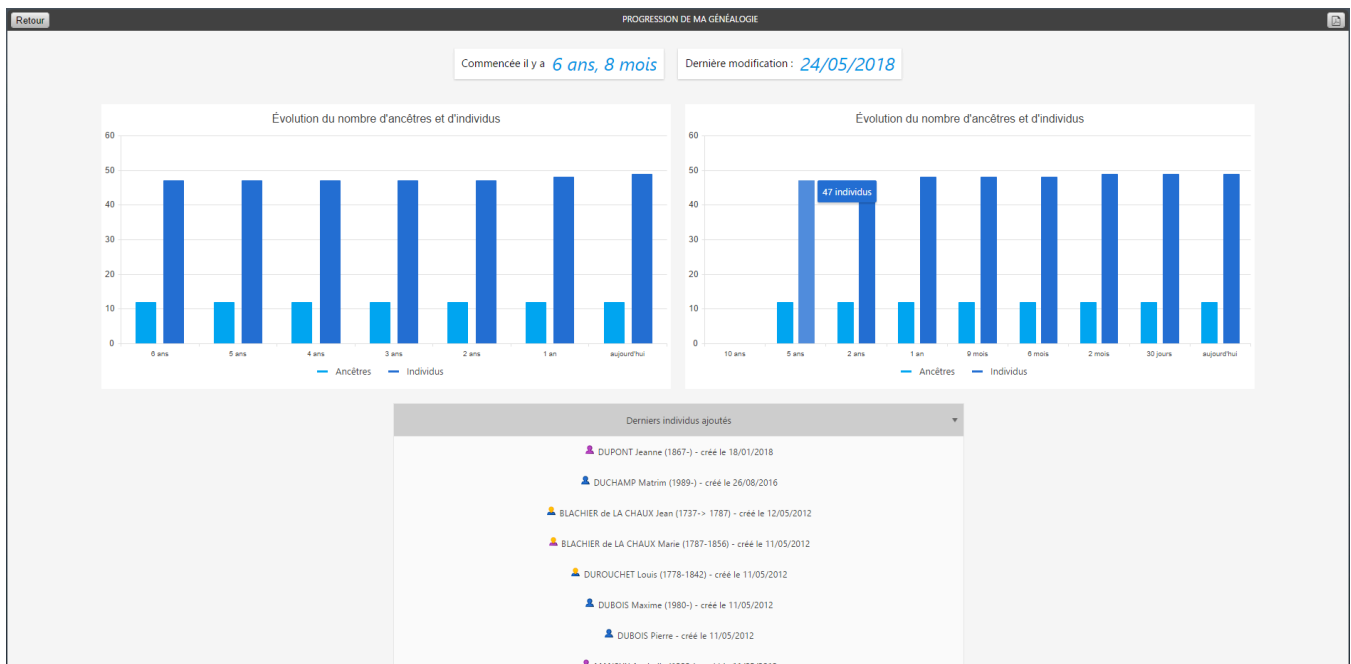 Retour
PROGRESSION DE MA GÉNÉALOGIE
Commencée il y a 6 ans, 8 mois
Dernière modification : 24/05/2018
Évolution du nombre d'ancêtres et d'individus
60
50
40
30
20
10
0
6 ans 5 ans 4 ans 3 ans 2 ans 1 an aujourd'hui
Ancêtres Individus
Évolution du nombre d'ancêtres et d'individus
60
50
40
30
20
10
0
47 individus
10 ans 5 ans 2 ans 1 an 9 mois 6 mois 2 mois 30 jours aujourd'hui
Ancêtres Individus
Derniers individus ajoutés
DUPONT Jeanne (1867-) - créé le 18/01/2018
DUCHAMP Matrim (1989-) - créé le 26/08/2016
BLACHIER de LA CHAUX Jean (1737-> 1787) - créé le 12/05/2012
BLACHIER de LA CHAUX Marie (1787-1856) - créé le 11/05/2012
DUROUCHET Louis (1778-1842) - créé le 11/05/2012
DUBOIS Maxime (1980-) - créé le 11/05/2012
DUBOIS Pierre - créé le 11/05/2012